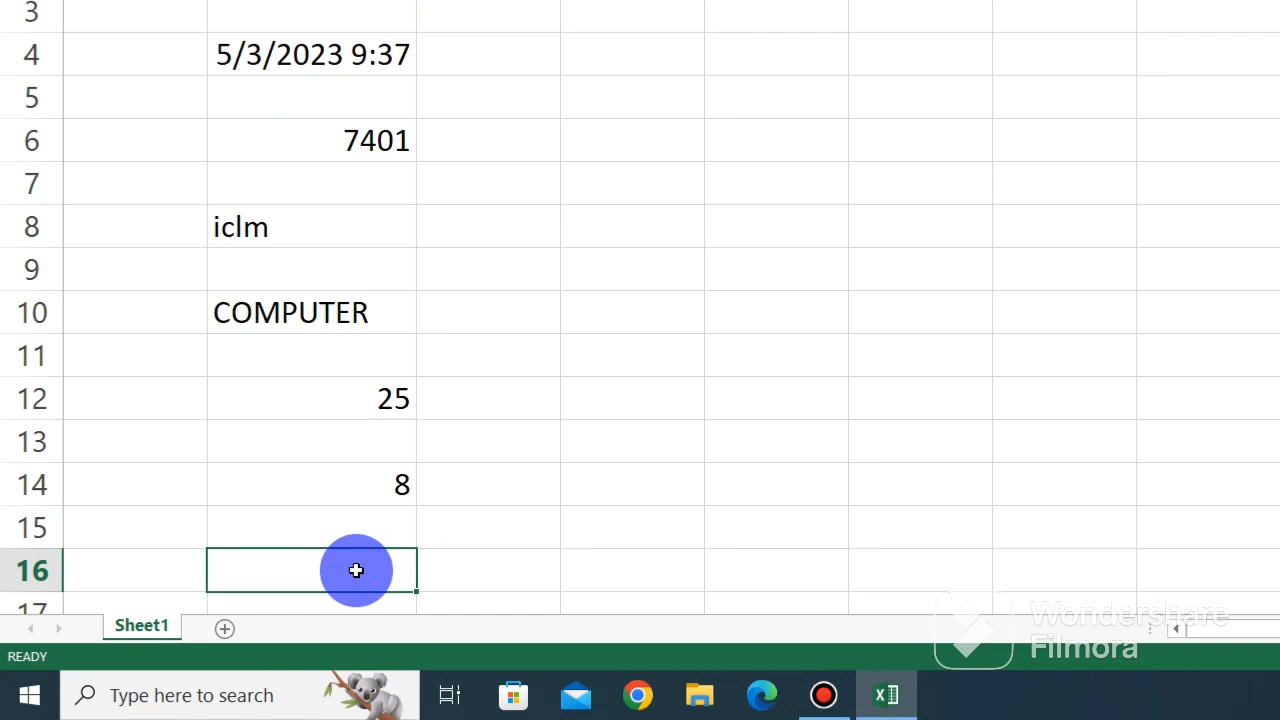 3
4 5/3/2023 9:37
5
6 7401
7
8 iclm
9
10 COMPUTER
11
12 25
13
14 8
15
16
17
Sheet1
Wondershare
Filmora
READY
Type here to search